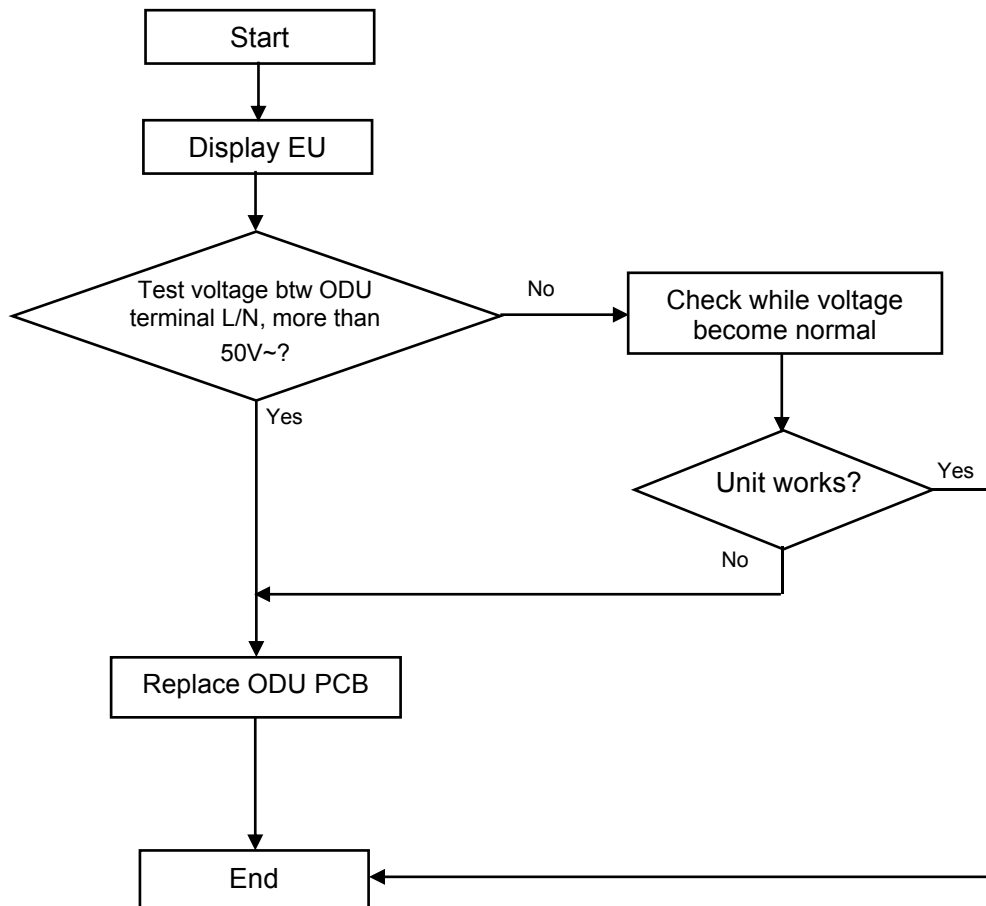 Start
Display EU
Test voltage btw ODU
terminal L/N, more than
50V~?
No
Check while voltage
become normal
Yes
Unit works?
Yes
No
Replace ODU PCB
End